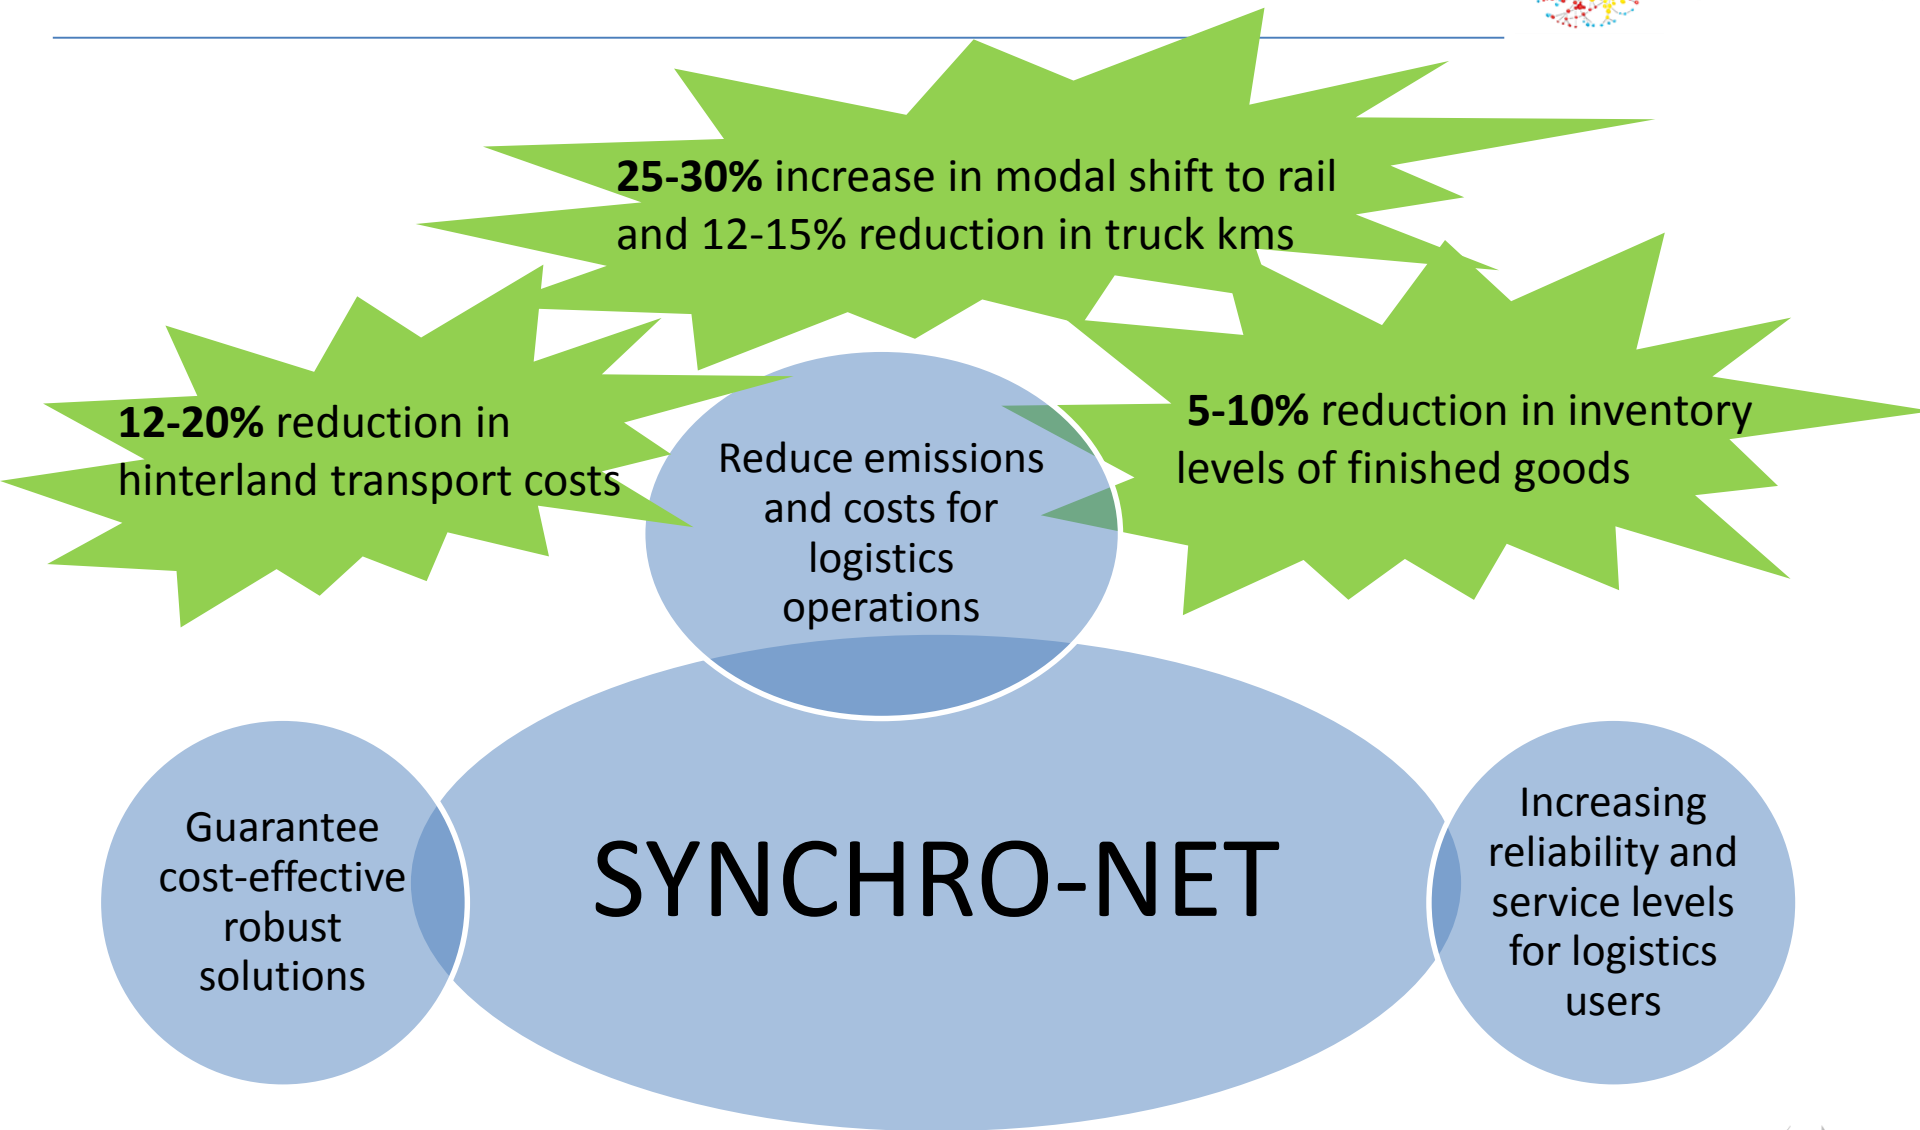 25-30% increase in modal shift to rail
and 12-15% reduction in truck kms
12-20% reduction in
hinterland transport costs
5-10% reduction in inventory
levels of finished goods
Reduce emissions
and costs for
logistics
operations
Guarantee
cost-effective
robust
solutions
SYNCHRO-NET
Increasing
reliability and
service levels
for logistics
users